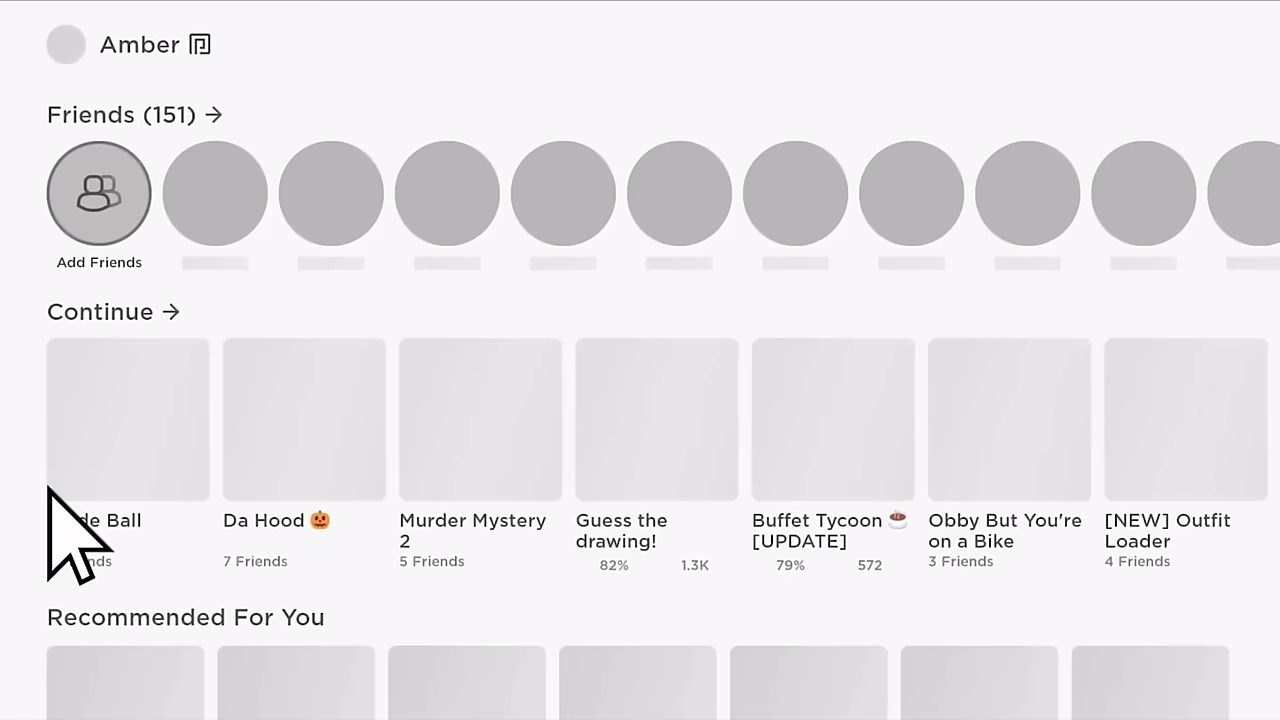 Amber
Friends (151) →
Add Friends
Continue →
de Ball
Da Hood 🎃
Murder Mystery
2
Guess the
drawing!
Buffet Tycoon ☕
[UPDATE]
Obby But You're
on a Bike
[NEW] Outfit
Loader
nds
7 Friends
5 Friends
82%
1.3K
79%
572
3 Friends
4 Friends
Recommended For You